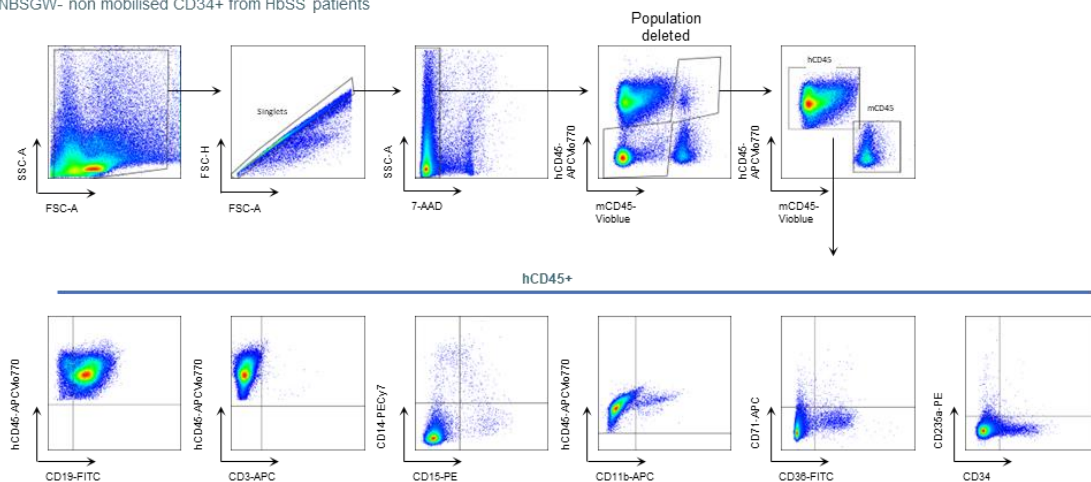 NBSGW- non mobilised CD34+ from HbSS patients
Population
deleted
SSC-A
FSC-A
Singlets
FSC-H
FSC-A
SSC-A
7-AAD
hCD45-
APCVio770
mCD45-
Vioblue
hCD45
mCD45
hCD45-
APCVio770
mCD45-
Vioblue
hCD45+
hCD45-APCVio770
CD19-FITC
hCD45-APCVio770
CD3-APC
CD14-PECy7
CD15-PE
hCD45-APCVio770
CD11b-APC
CD71-APC
CD36-FITC
CD235a-PE
CD34